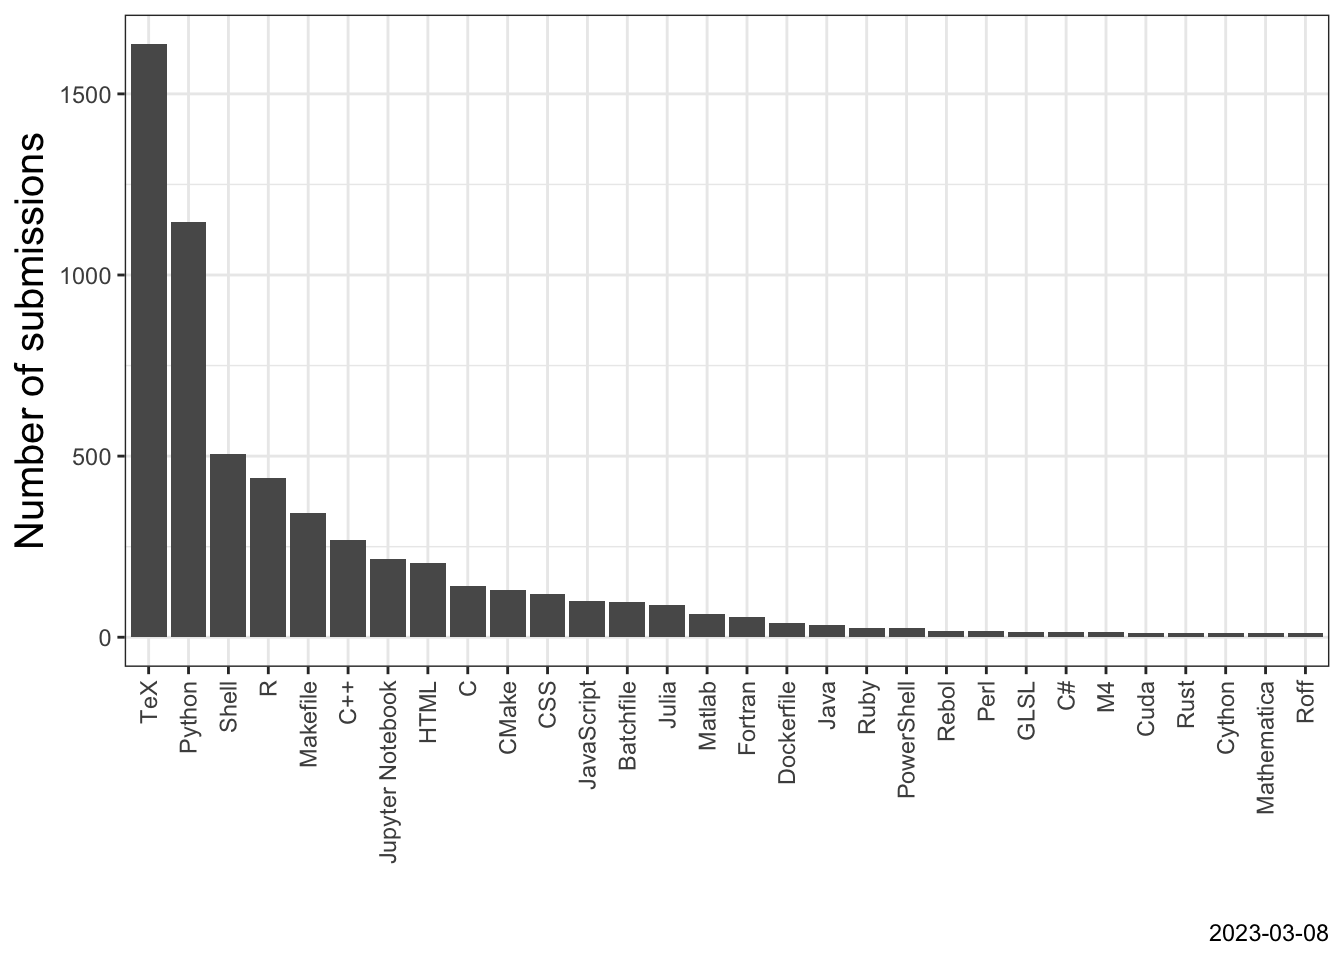 Number of submissions
1500
1000
500
0
TeX
Python
Shell
R
Makefile
C++
Jupyter Notebook
HTML
C
CMake
CSS
JavaScript
Batchfile
Julia
Matlab
Fortran
Dockerfile
Java
Ruby
PowerShell
Rebol
Perl
GLSL
C#
M4
Cuda
Rust
Cython
Mathematica
Roff
2023-03-08